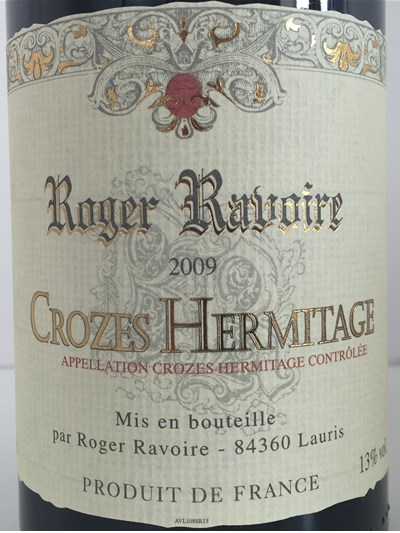 Roger Ravoire
2009
CROZES HERMITAGE
APPELLATION CROZES HERMITAGE CONTRÔLÉE
Mis en bouteille
par Roger Ravoire - 84360 Lauris
13% vol.
PRODUIT DE FRANCE